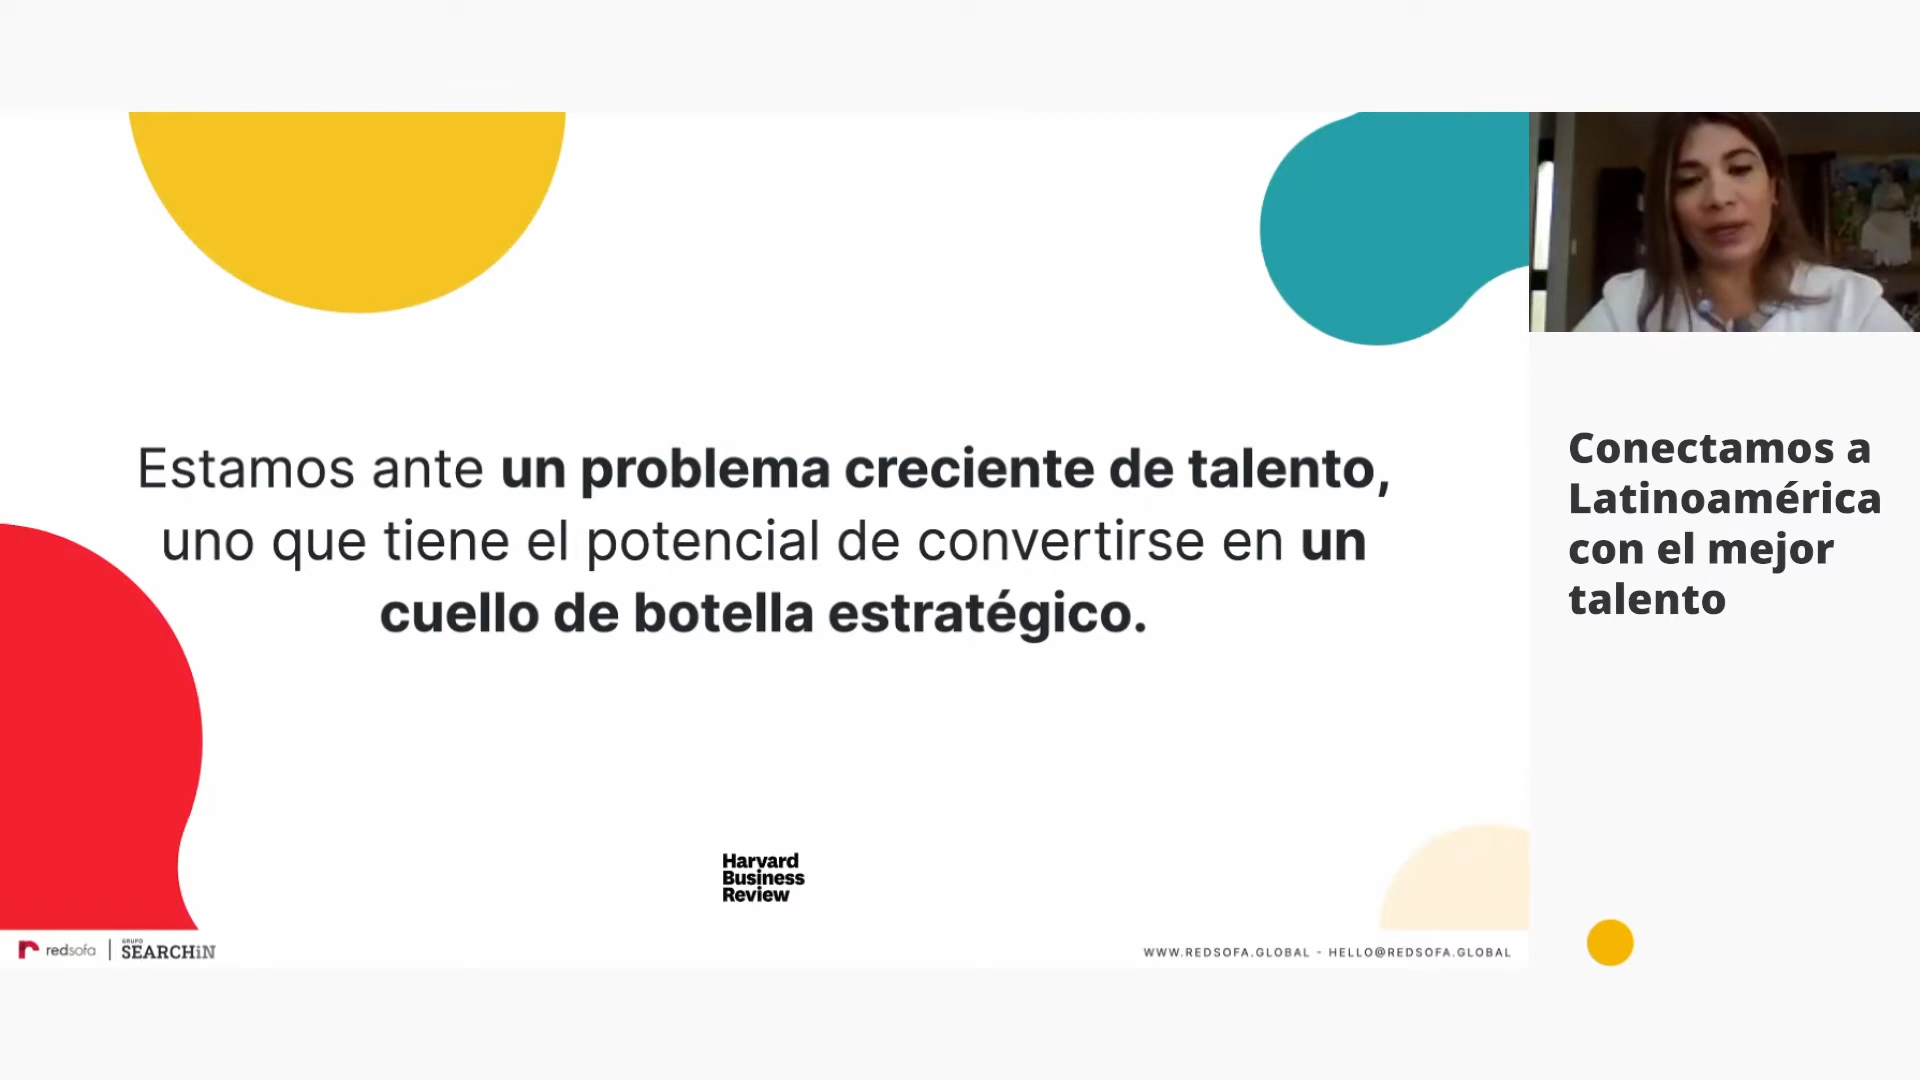 Estamos ante un problema creciente de talento,
uno que tiene el potencial de convertirse en un
cuello de botella estratégico.
Harvard
Business
Review
redsofa
GRUPO
SEARCHiN
WWW.REDSOFA.GLOBAL - HELLO@REDSOFA.GLOBAL
Conectamos a
Latinoamérica
con el mejor
talento